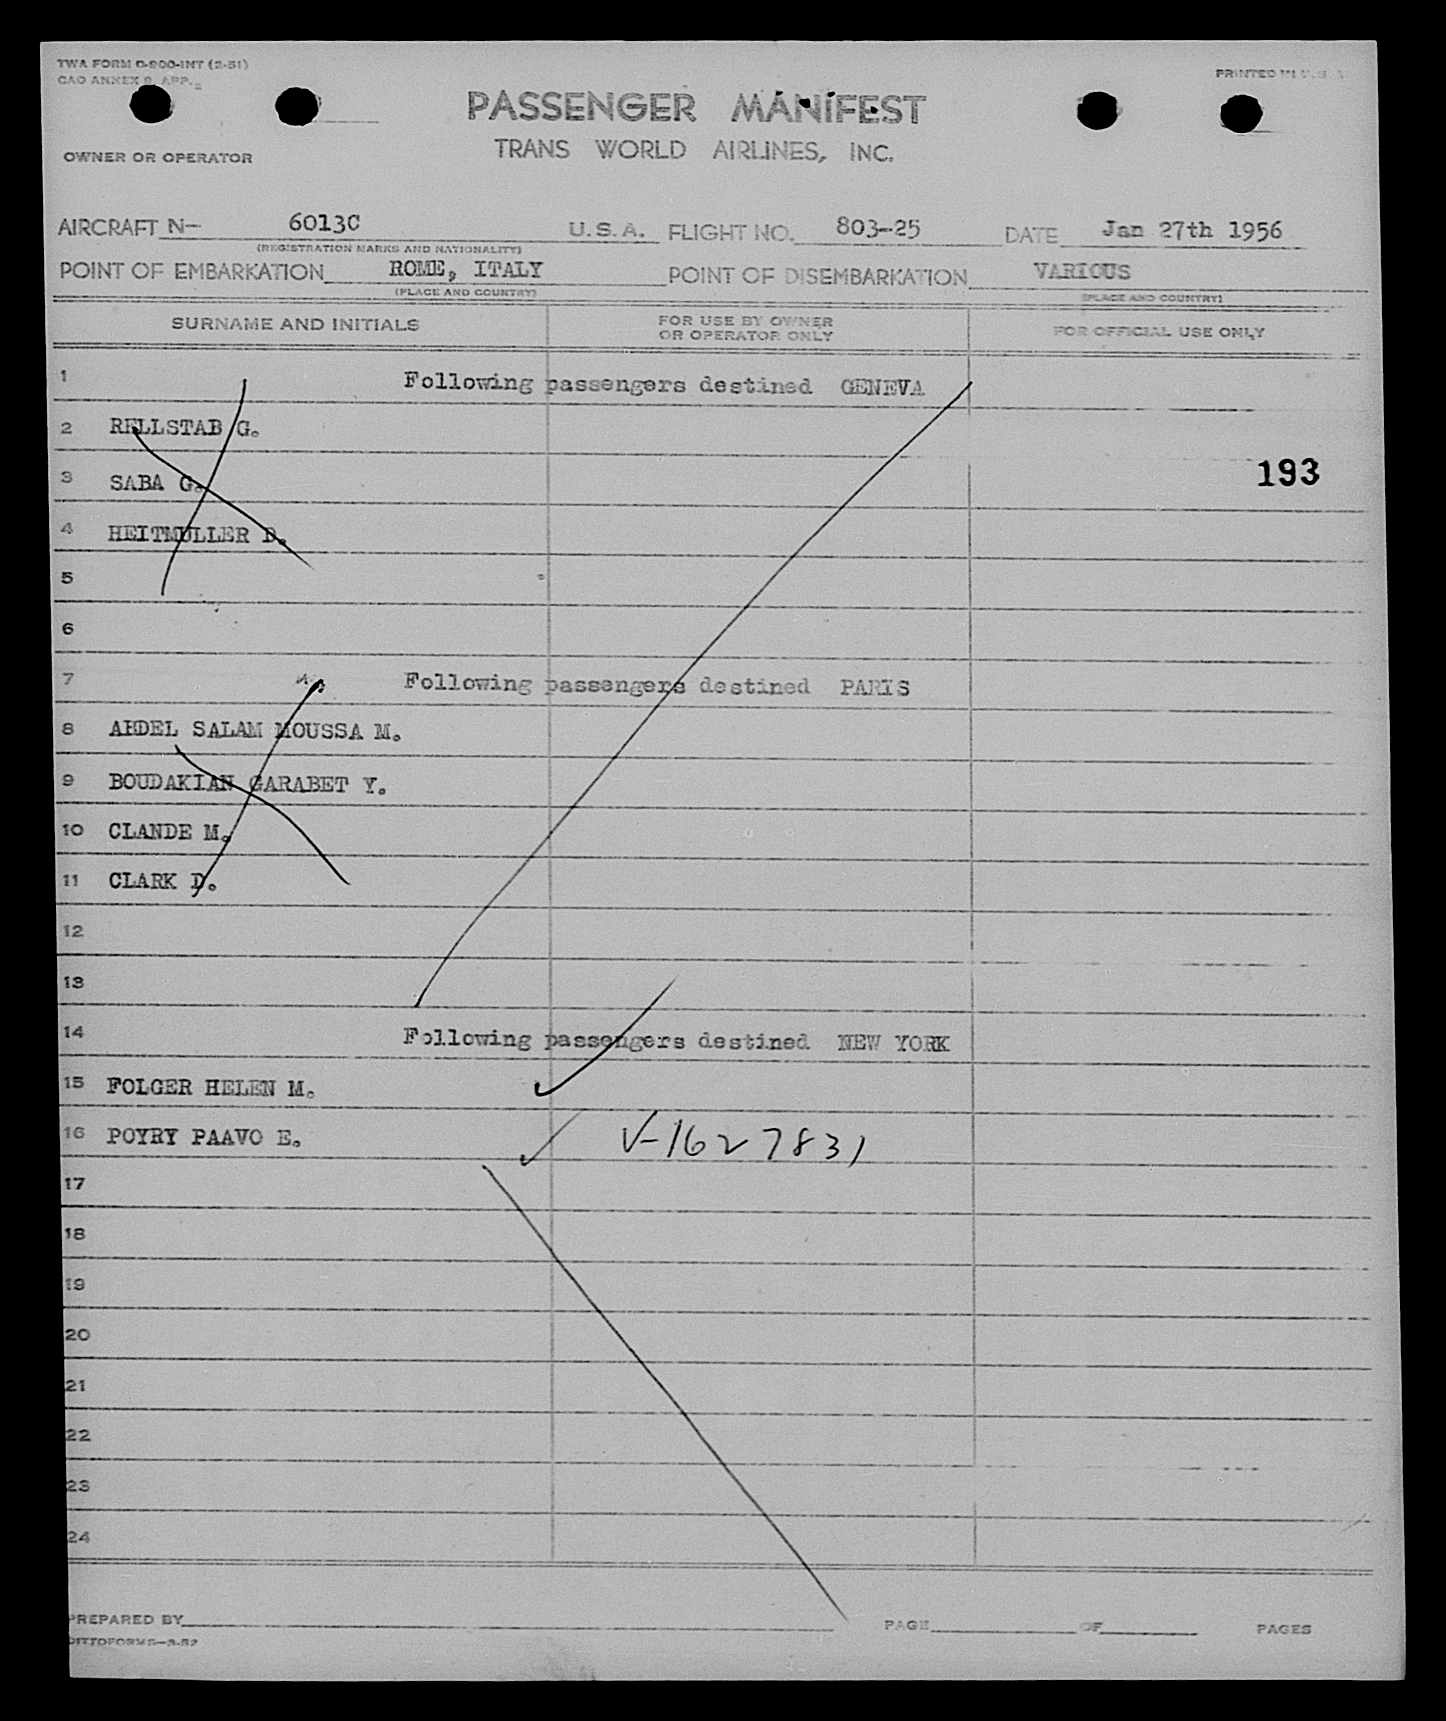 TWA FORM O-900-INT (2-51)
CAO ANNEX 9, APP.
PRINTED IN U.S.A.
PASSENGER MANIFEST
TRANS WORLD AIRLINES, INC.
OWNER OR OPERATOR
AIRCRAFT N- 6013C U.S.A. FLIGHT NO. 803-25 DATE Jan 27th 1956
(REGISTRATION MARKS AND NATIONALITY)
POINT OF EMBARKATION ROME, ITALY POINT OF DISEMBARKATION VARIOUS
(PLACE AND COUNTRY) (PLACE AND COUNTRY)
SURNAME AND INITIALS FOR USE BY OWNER OR OPERATOR ONLY FOR OFFICIAL USE ONLY
1 Following passengers destined GENEVA
2 RELLSTAB G.
193
3 SABA G.
4 HEITMULLER D.
5
6
7 Following passengers destined PARIS
8 ABDEL SALAM MOUSSA M.
9 BOUDAKIAN GARABET Y.
10 CLANDE M.
11 CLARK D.
12
13
14 Following passengers destined NEW YORK
15 FOLGER HELEN M.
16 POYRY PAAVO E. V-1627831
17
18
19
20
21
22
23
24
PREPARED BY PAGE OF PAGES
DITTOFORMS-3-52